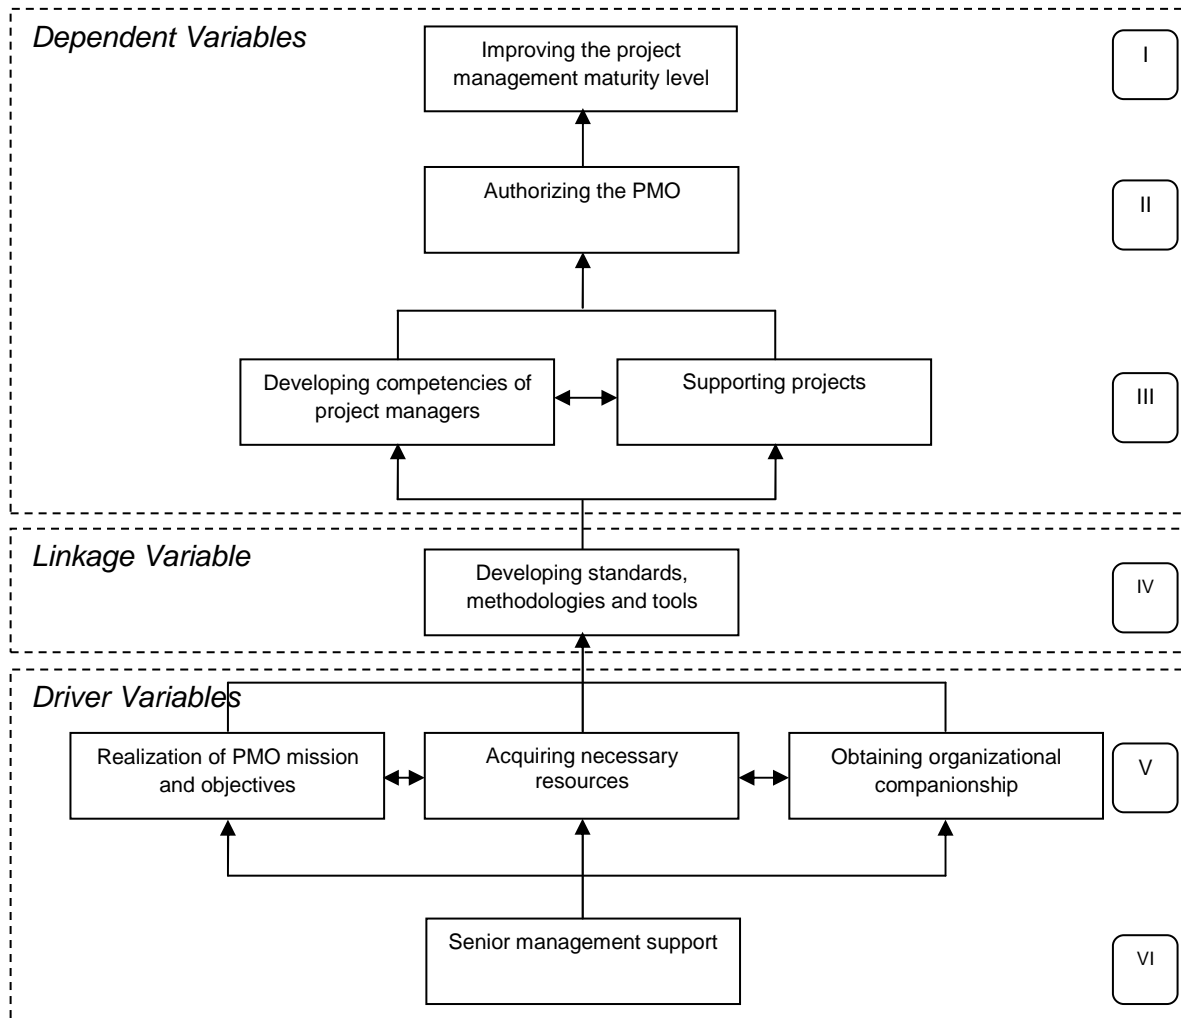 Dependent Variables
Improving the project
management maturity level
I
Authorizing the PMO
II
Developing competencies of
project managers
Supporting projects
III
Linkage Variable
Developing standards,
methodologies and tools
IV
Driver Variables
Realization of PMO mission
and objectives
Acquiring necessary
resources
Obtaining organizational
companionship
V
Senior management support
VI